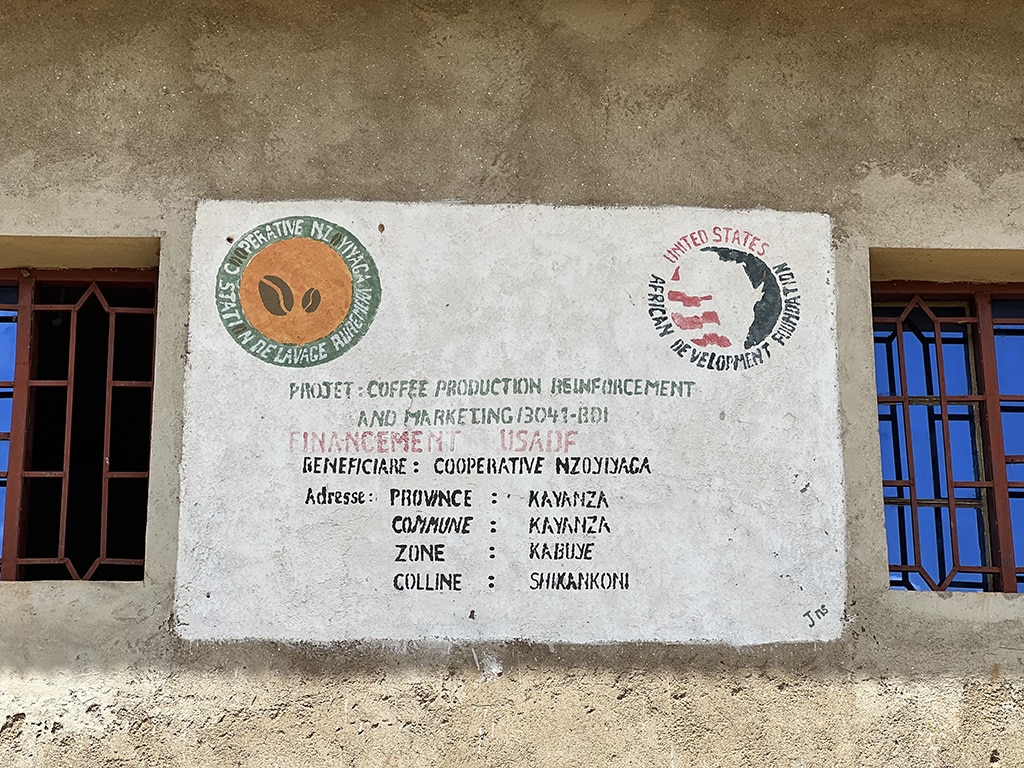 COOPERATIVE NZOYIYAGA
STATION DE LAVAGE RUREMERA
UNITED STATES
AFRICAN DEVELOPMENT FOUNDATION
PROJET : COFFEE PRODUCTION REINFORCEMENT
AND MARKETING/3041-BDI
FINANCEMENT USADF
BENEFICIARE : COOPERATIVE NZOYIYAGA
Adresse : PROVINCE : KAYANZA
COMMUNE : KAYANZA
ZONE : KABUYE
COLLINE : SHIKANKONI
Jns